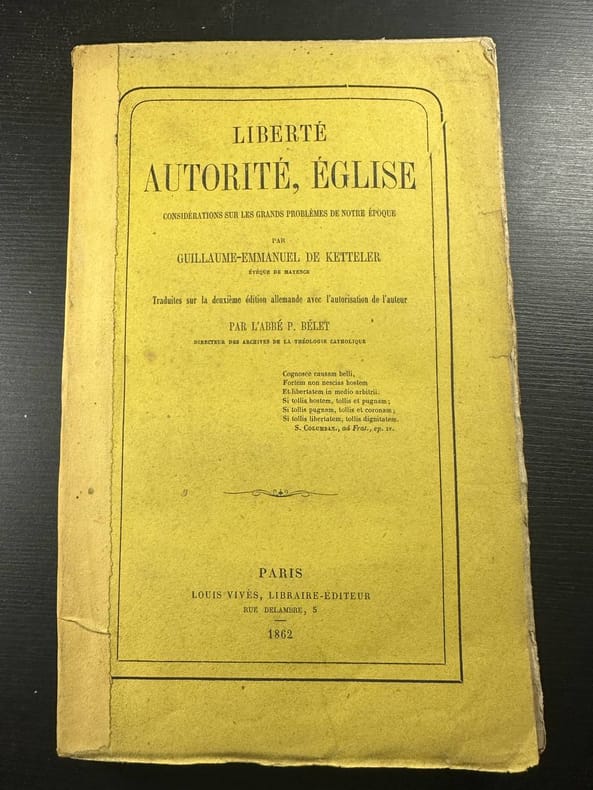 LIBERTÉ
AUTORITÉ, ÉGLISE
CONSIDÉRATIONS SUR LES GRANDS PROBLÈMES DE NOTRE ÉPOQUE
PAR
GUILLAUME-EMMANUEL DE KETTELER
ÉVÊQUE DE MAYENCE
Traduites sur la deuxième édition allemande avec l'autorisation de l'auteur
PAR L'ABBÉ P. BÉLET
DIRECTEUR DES ARCHIVES DE LA THÉOLOGIE CATHOLIQUE
Cognosce causam belli,
Fortem non nescias hostem
Et libertatem in medio arbitrii.
Si tollis hostem, tollis et pugnam;
Si tollis pugnam, tollis et coronam;
Si tollis libertatem, tollis dignitatem.
S. COLUMBAN., ad Frat., ep. IV.
PARIS
LOUIS VIVÈS, LIBRAIRE-ÉDITEUR
RUE DELAMBRE, 5
1862